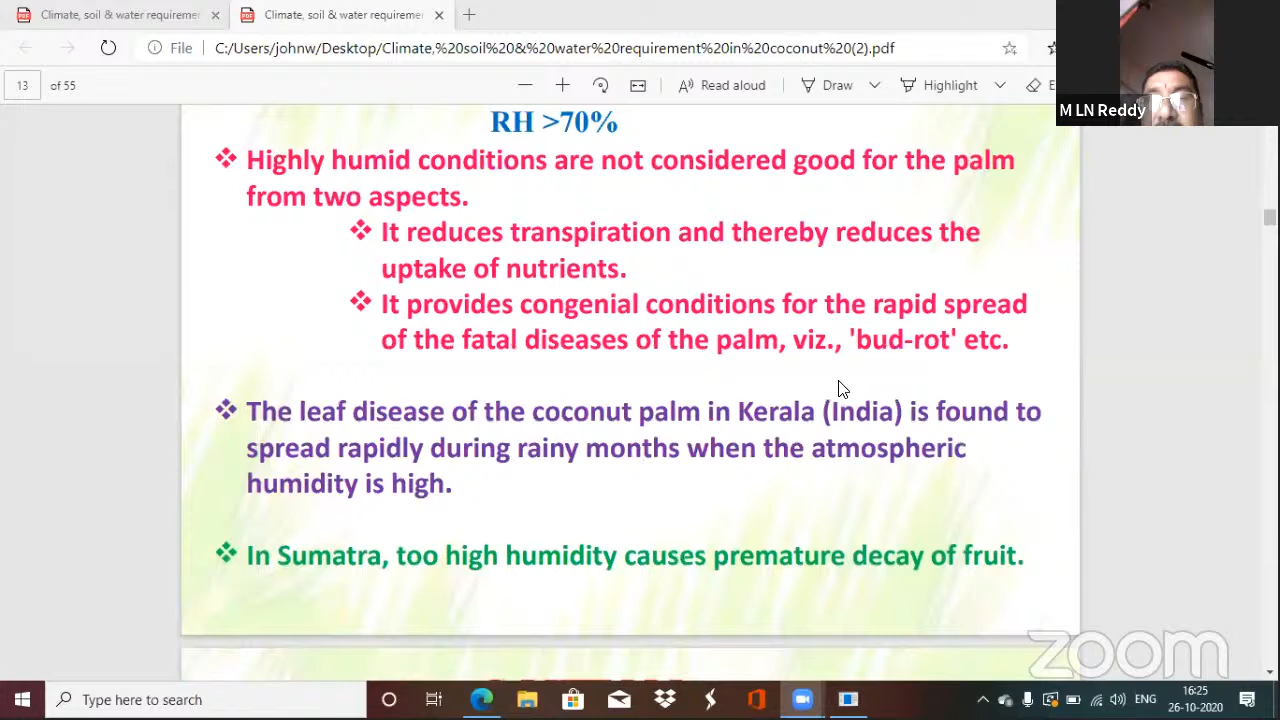 Climate, soil & water requiremen
Climate, soil & water requiremen
File
C:/Users/johnw/Desktop/Climate,%20soil%20&%20water%20requirement%20in%20coconut%20(2).pdf
13 of 55
Read aloud
Draw
Highlight
E
M LN Reddy
RH >70%
❖ Highly humid conditions are not considered good for the palm
from two aspects.
❖ It reduces transpiration and thereby reduces the
uptake of nutrients.
❖ It provides congenial conditions for the rapid spread
of the fatal diseases of the palm, viz., 'bud-rot' etc.
❖ The leaf disease of the coconut palm in Kerala (India) is found to
spread rapidly during rainy months when the atmospheric
humidity is high.
❖ In Sumatra, too high humidity causes premature decay of fruit.
zoom
Type here to search
ENG
16:25
26-10-2020